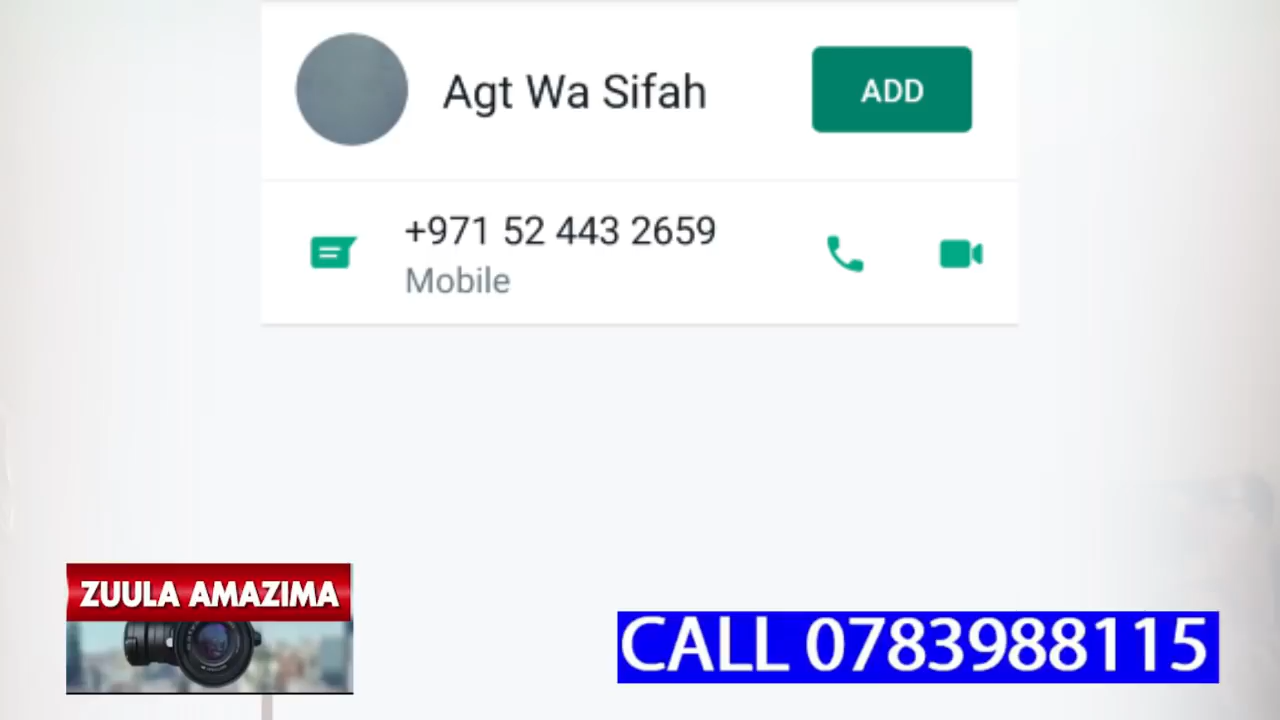 Agt Wa Sifah
ADD
+971 52 443 2659
Mobile
ZUULA AMAZIMA
CALL 0783988115